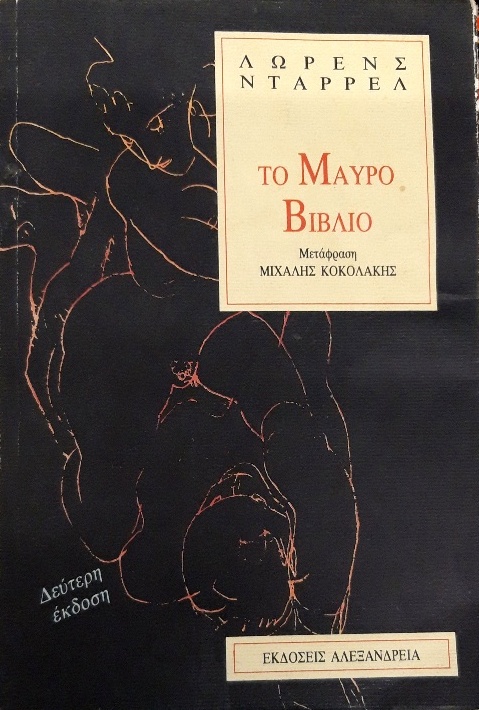 ΛΩΡΕΝΣ
ΝΤΑΡΡΕΛ
ΤΟ ΜΑΥΡΟ
ΒΙΒΛΙΟ
Μετάφραση
ΜΙΧΑΛΗΣ ΚΟΚΟΛΑΚΗΣ
Δεύτερη
έκδοση
ΕΚΔΟΣΕΙΣ ΑΛΕΞΑΝΔΡΕΙΑ